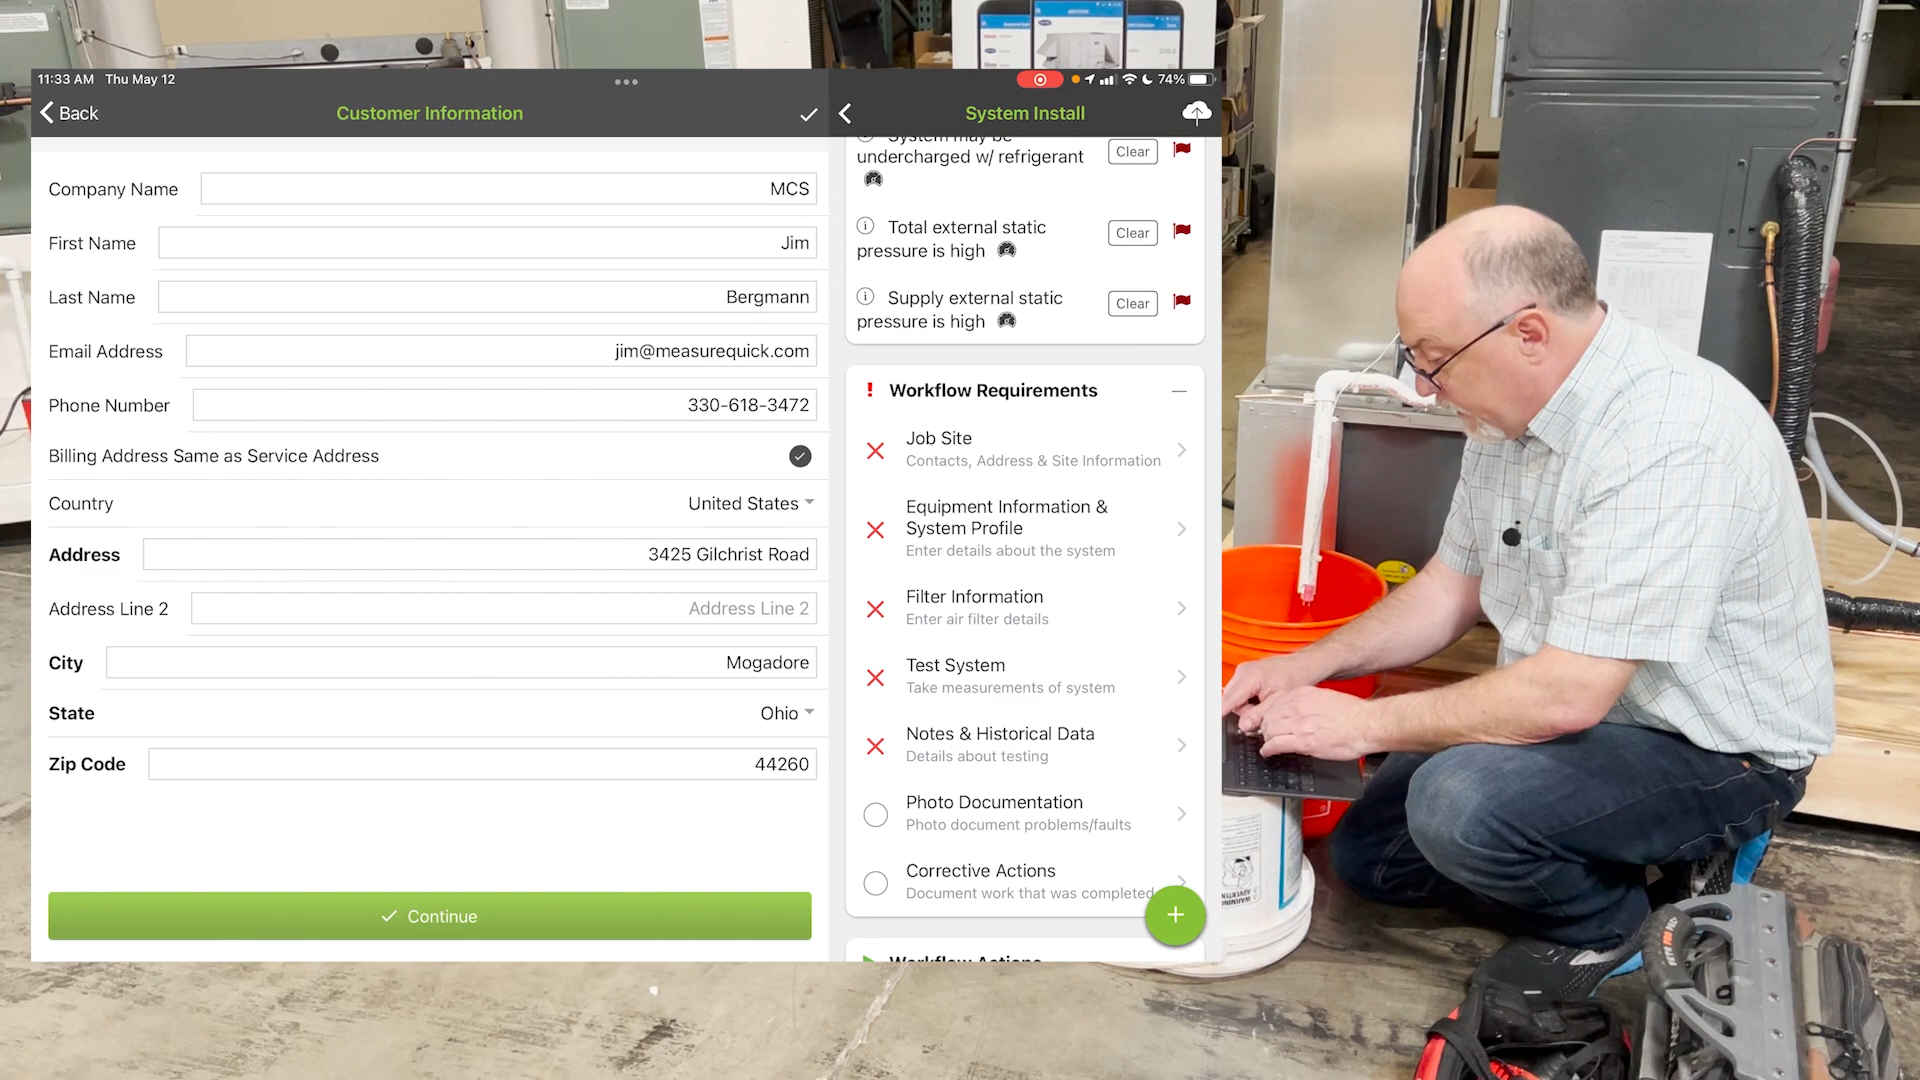 11:33 AM Thu May 12
74%
Back
Customer Information
Company Name
MCS
First Name
Jim
Last Name
Bergmann
Email Address
jim@measurequick.com
Phone Number
330-618-3472
Billing Address Same as Service Address
Country
United States
Address
3425 Gilchrist Road
Address Line 2
Address Line 2
City
Mogadore
State
Ohio
Zip Code
44260
Continue
System Install
System may be
undercharged w/ refrigerant
Clear
Total external static
pressure is high
Clear
Supply external static
pressure is high
Clear
Workflow Requirements
Job Site
Contacts, Address & Site Information
Equipment Information &
System Profile
Enter details about the system
Filter Information
Enter air filter details
Test System
Take measurements of system
Notes & Historical Data
Details about testing
Photo Documentation
Photo document problems/faults
Corrective Actions
Document work that was completed
Workflow Actions